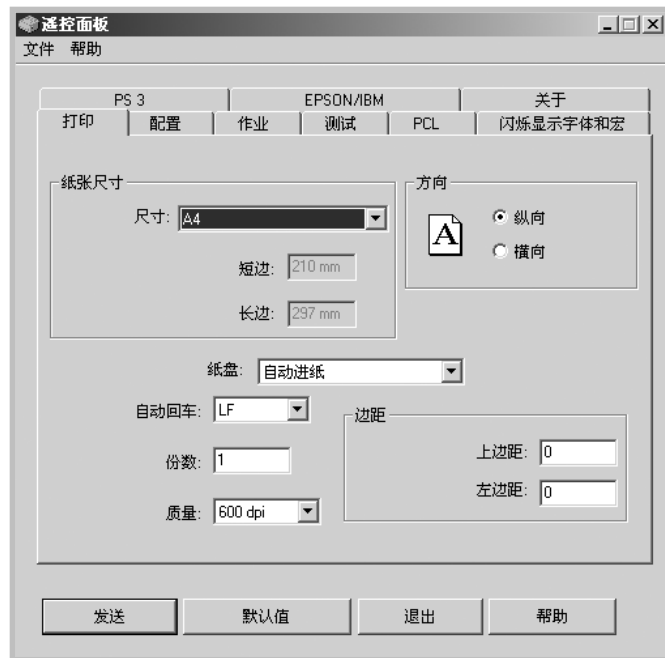 遥控面板
文件 帮助
PS 3 EPSON/IBM 关于
打印 配置 作业 测试 PCL 闪烁显示字体和宏
纸张尺寸 方向
尺寸: A4
A 纵向
横向
短边: 210 mm
长边: 297 mm
纸盘: 自动进纸
自动回车: LF
边距
份数: 1
上边距: 0
左边距: 0
质量: 600 dpi
发送 默认值 退出 帮助